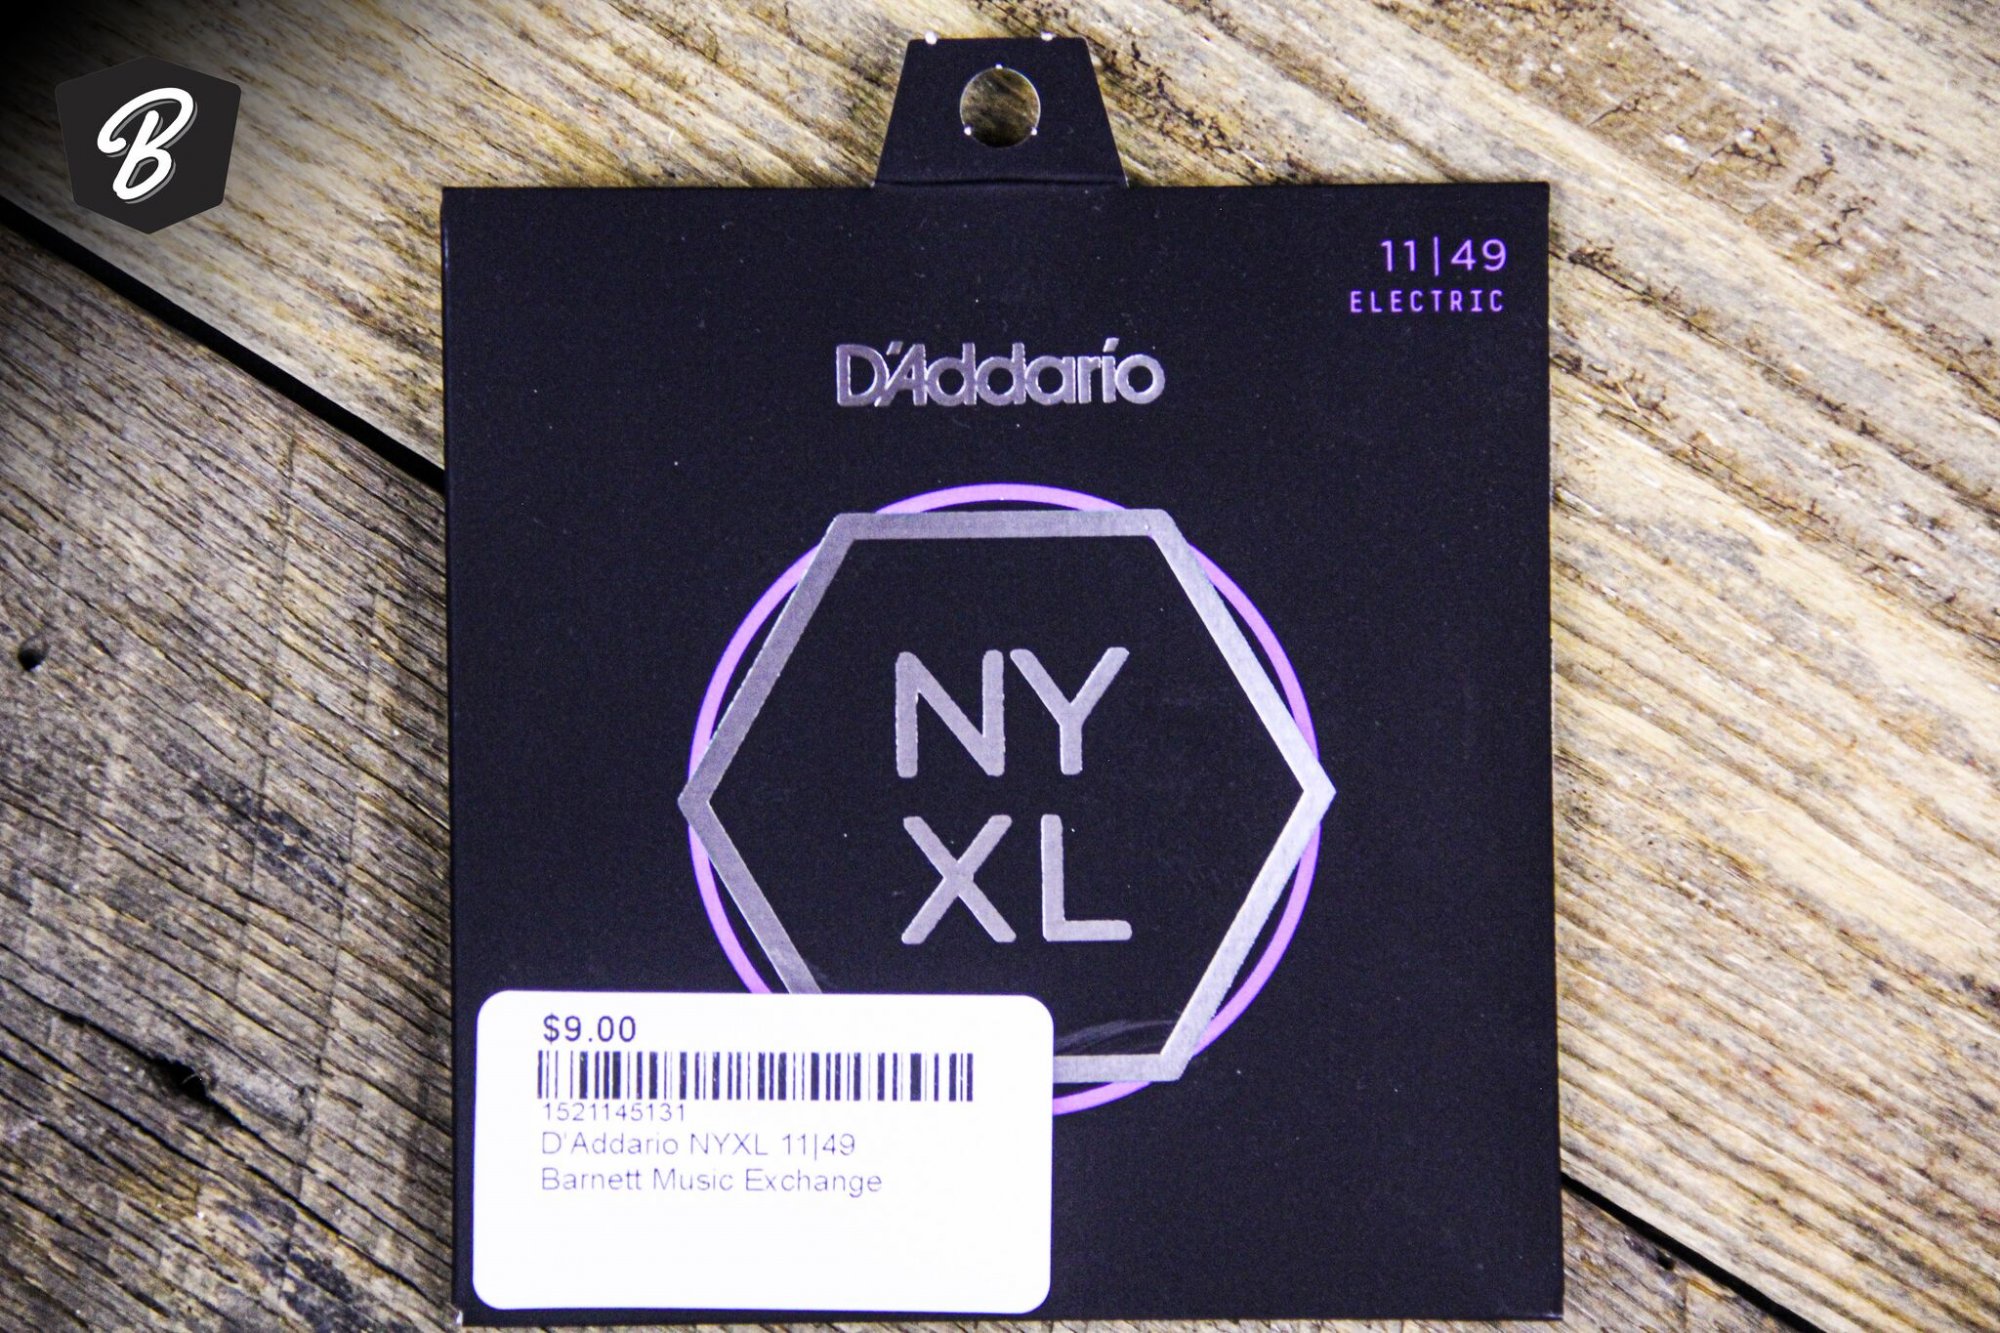 B
11|49
ELECTRIC
D'Addario
NY
XL
$9.00
1521145131
D'Addario NYXL 11|49
Barnett Music Exchange